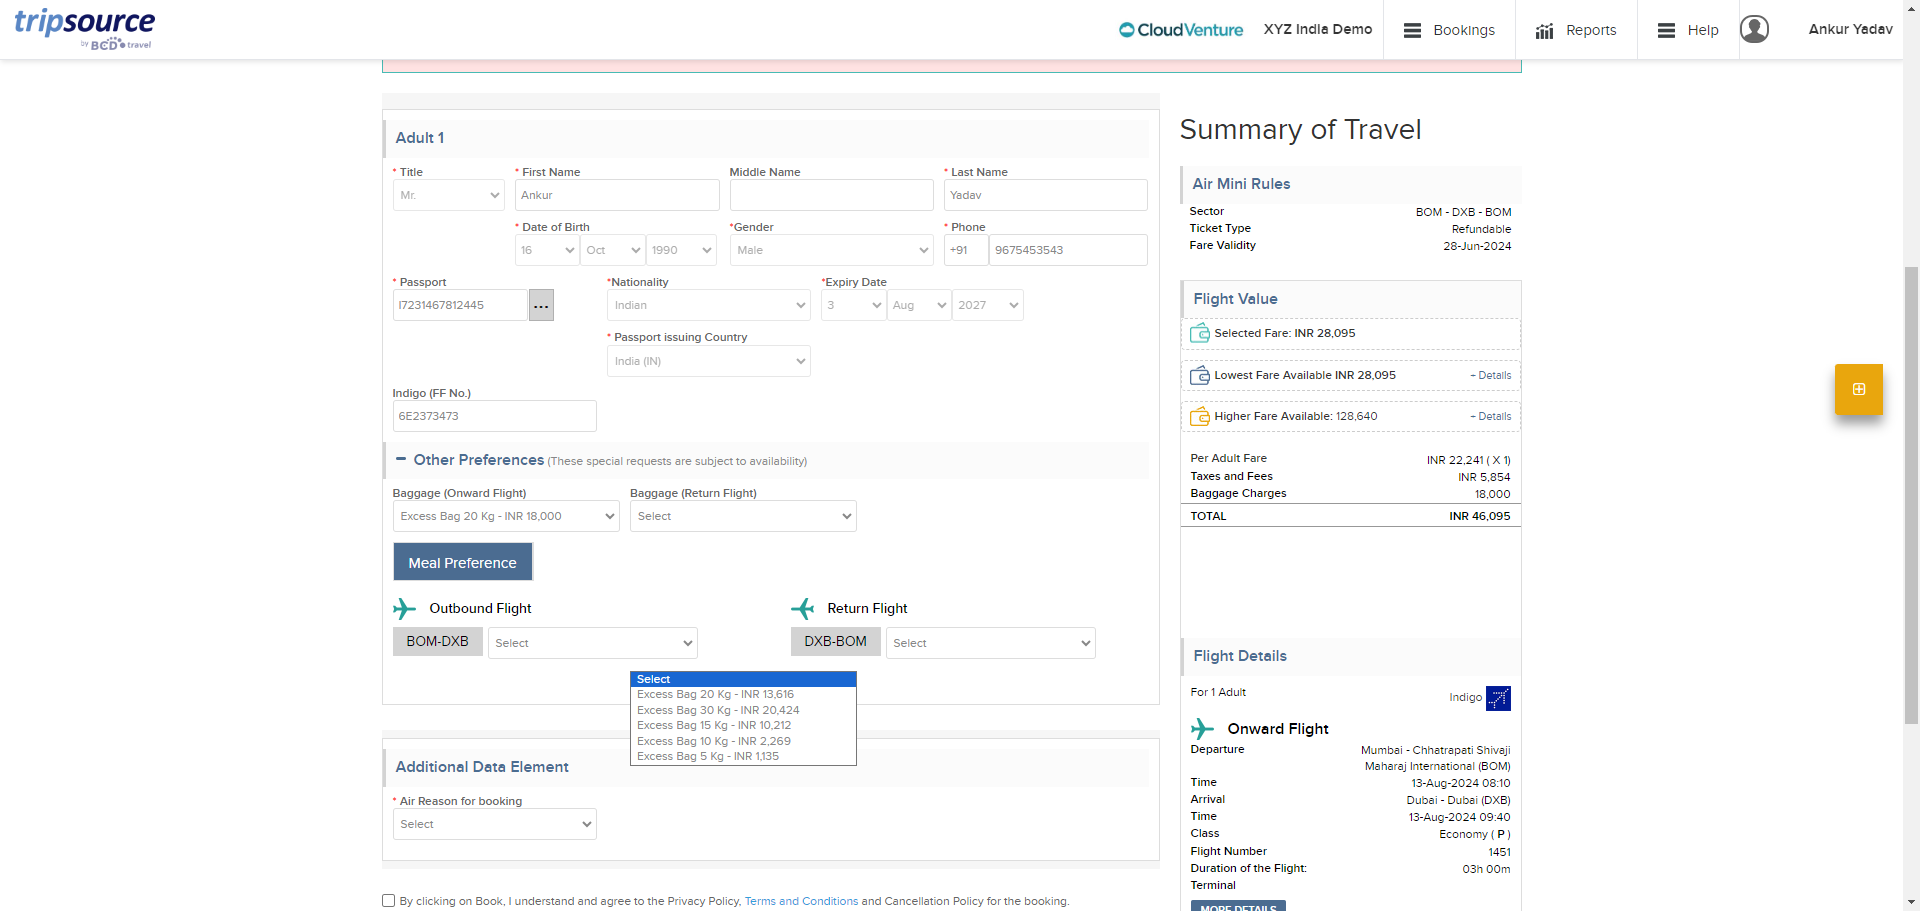 tripsource
by BCD travel
CloudVenture
XYZ India Demo
Bookings
Reports
Help
Ankur Yadav
Adult 1
* Title
* First Name
Middle Name
* Last Name
Mr.
Ankur
Yadav
* Date of Birth
*Gender
* Phone
16
Oct
1990
Male
+91
9675453543
* Passport
*Nationality
*Expiry Date
I7231467812445
...
Indian
3
Aug
2027
* Passport issuing Country
India (IN)
Indigo (FF No.)
6E2373473
Other Preferences (These special requests are subject to availability)
Baggage (Onward Flight)
Baggage (Return Flight)
Excess Bag 20 Kg - INR 18,000
Select
Meal Preference
Outbound Flight
Return Flight
BOM-DXB
Select
DXB-BOM
Select
Select
Excess Bag 20 Kg - INR 13,616
Excess Bag 30 Kg - INR 20,424
Excess Bag 15 Kg - INR 10,212
Excess Bag 10 Kg - INR 2,269
Excess Bag 5 Kg - INR 1,135
Additional Data Element
* Air Reason for booking
Select
By clicking on Book, I understand and agree to the Privacy Policy, Terms and Conditions and Cancellation Policy for the booking.
Summary of Travel
Air Mini Rules
Sector BOM - DXB - BOM
Ticket Type Refundable
Fare Validity 28-Jun-2024
Flight Value
Selected Fare: INR 28,095
Lowest Fare Available INR 28,095 + Details
Higher Fare Available: 128,640 + Details
Per Adult Fare INR 22,241 ( X 1)
Taxes and Fees INR 5,854
Baggage Charges 18,000
TOTAL INR 46,095
Flight Details
For 1 Adult Indigo
Onward Flight
Departure Mumbai - Chhatrapati Shivaji
Maharaj International (BOM)
Time 13-Aug-2024 08:10
Arrival Dubai - Dubai (DXB)
Time 13-Aug-2024 09:40
Class Economy ( P )
Flight Number 1451
Duration of the Flight: 03h 00m
Terminal
MORE DETAILS